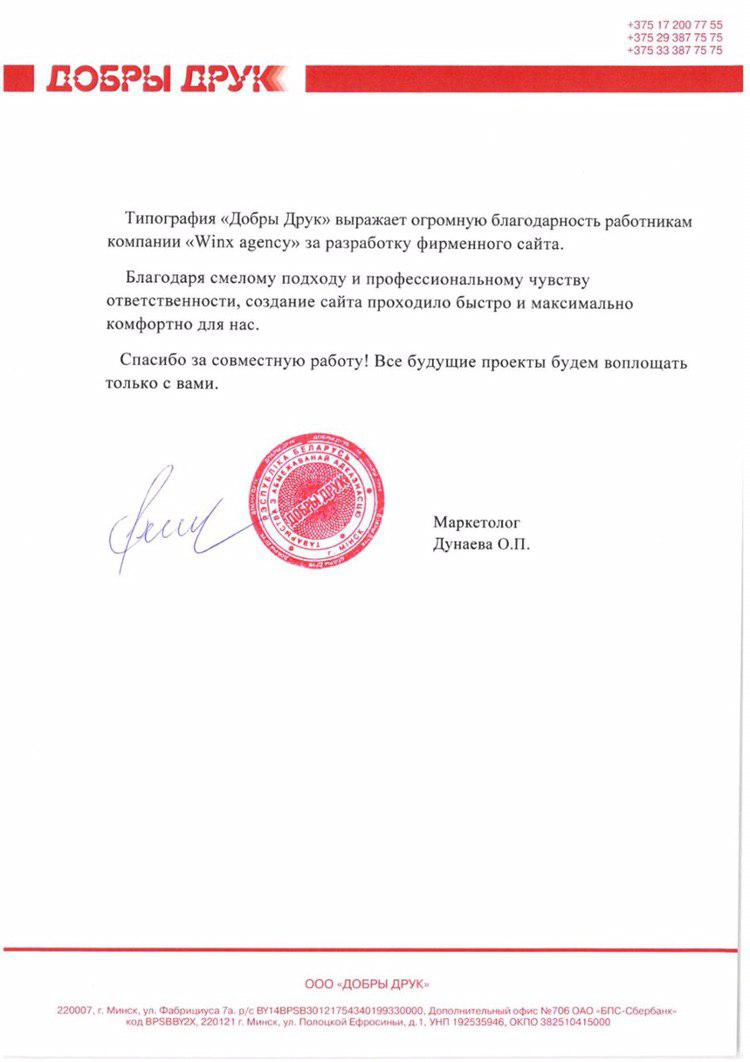 +375 17 200 77 55
+375 29 387 75 75
+375 33 387 75 75
ДОБРЫ ДРУК
Типография «Добры Друк» выражает огромную благодарность работникам
компании «Winx agency» за разработку фирменного сайта.
Благодаря смелому подходу и профессиональному чувству
ответственности, создание сайта проходило быстро и максимально
комфортно для нас.
Спасибо за совместную работу! Все будущие проекты будем воплощать
только с вами.
РЭСПУБЛІКА БЕЛАРУСЬ
ТАВАРЫСТВА З АБМЕЖАВАНАЙ АДКАЗНАСЦЮ
ДОБРЫ ДРУК
г. МІНСК
Маркетолог
Дунаева О.П.
ООО «ДОБРЫ ДРУК»
220007, г. Минск, ул. Фабрициуса 7а. р/с BY14BPSB30121754340199330000, Дополнительный офис №706 ОАО «БПС-Сбербанк»
код BPSBBY2X, 220121 г. Минск, ул. Полоцкой Ефросиньи, д.1, УНП 192535946, ОКПО 382510415000